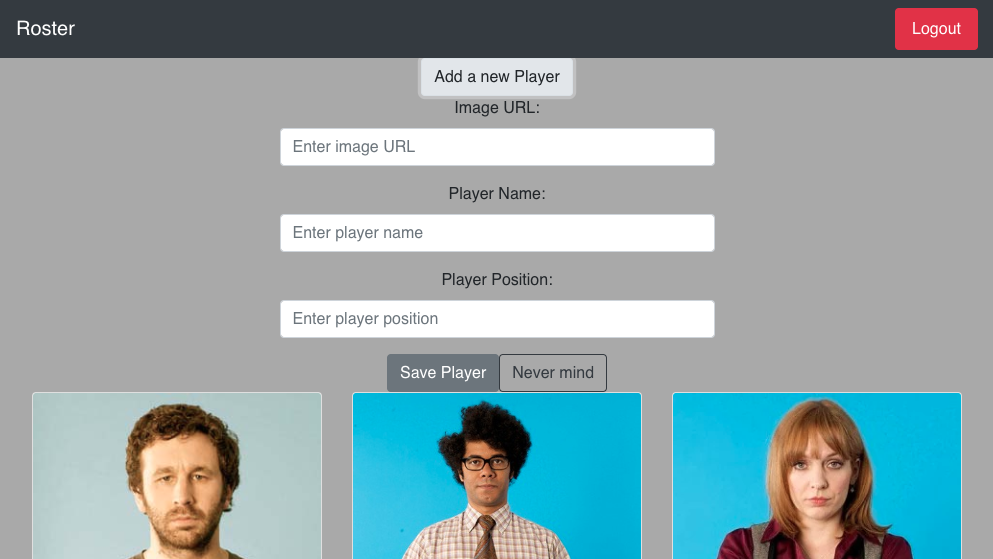 Roster
Logout
Add a new Player
Image URL:
Enter image URL
Player Name:
Enter player name
Player Position:
Enter player position
Save Player
Never mind